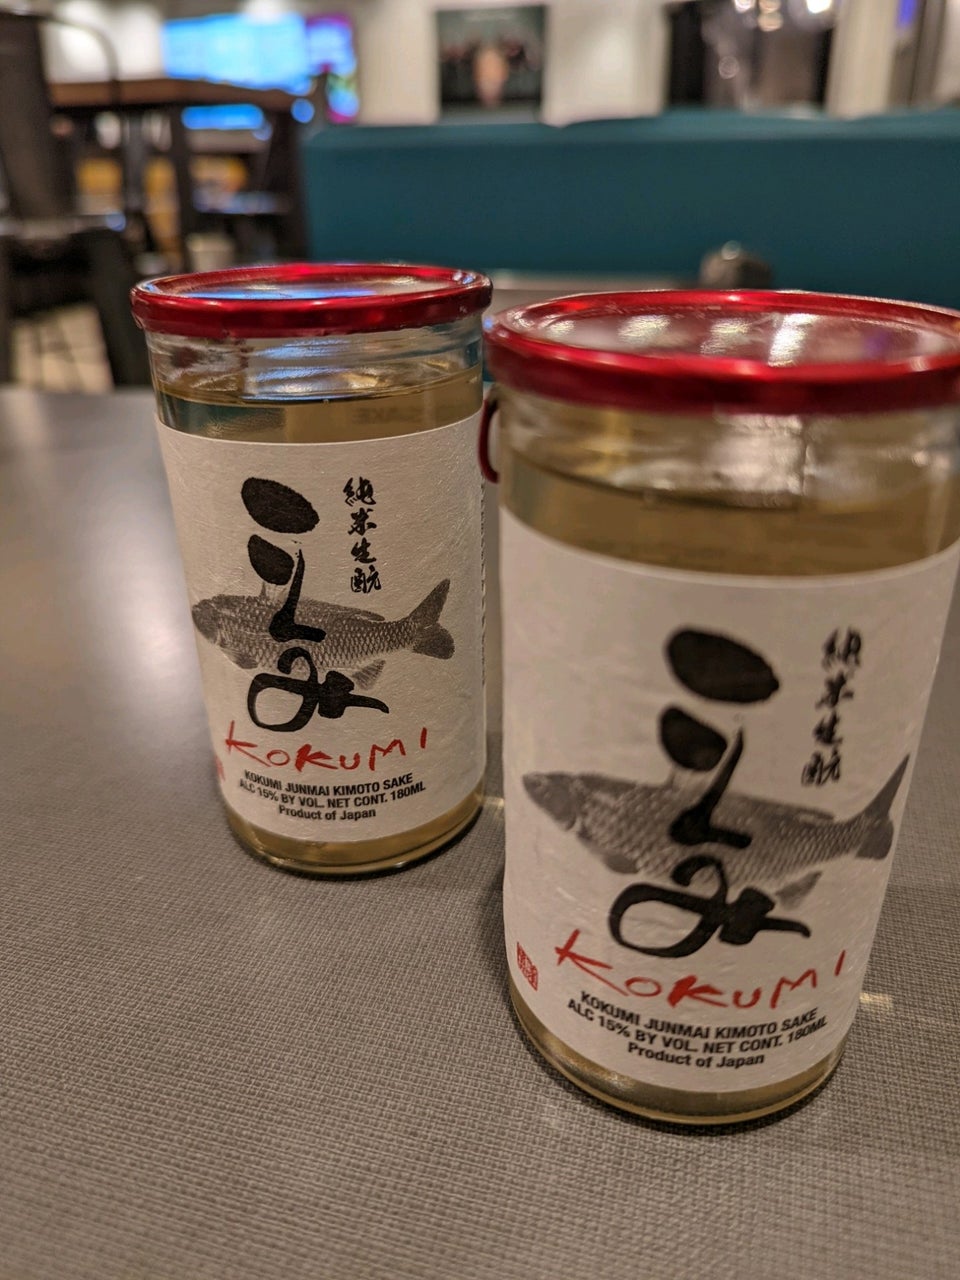 純米生酛
こくみ
KOKUMI
KOKUMI JUNMAI KIMOTO SAKE
ALC 15% BY VOL. NET CONT. 180ML
Product of Japan
純米生酛
こくみ
KOKUMI
KOKUMI JUNMAI KIMOTO SAKE
ALC 15% BY VOL. NET CONT. 180ML
Product of Japan